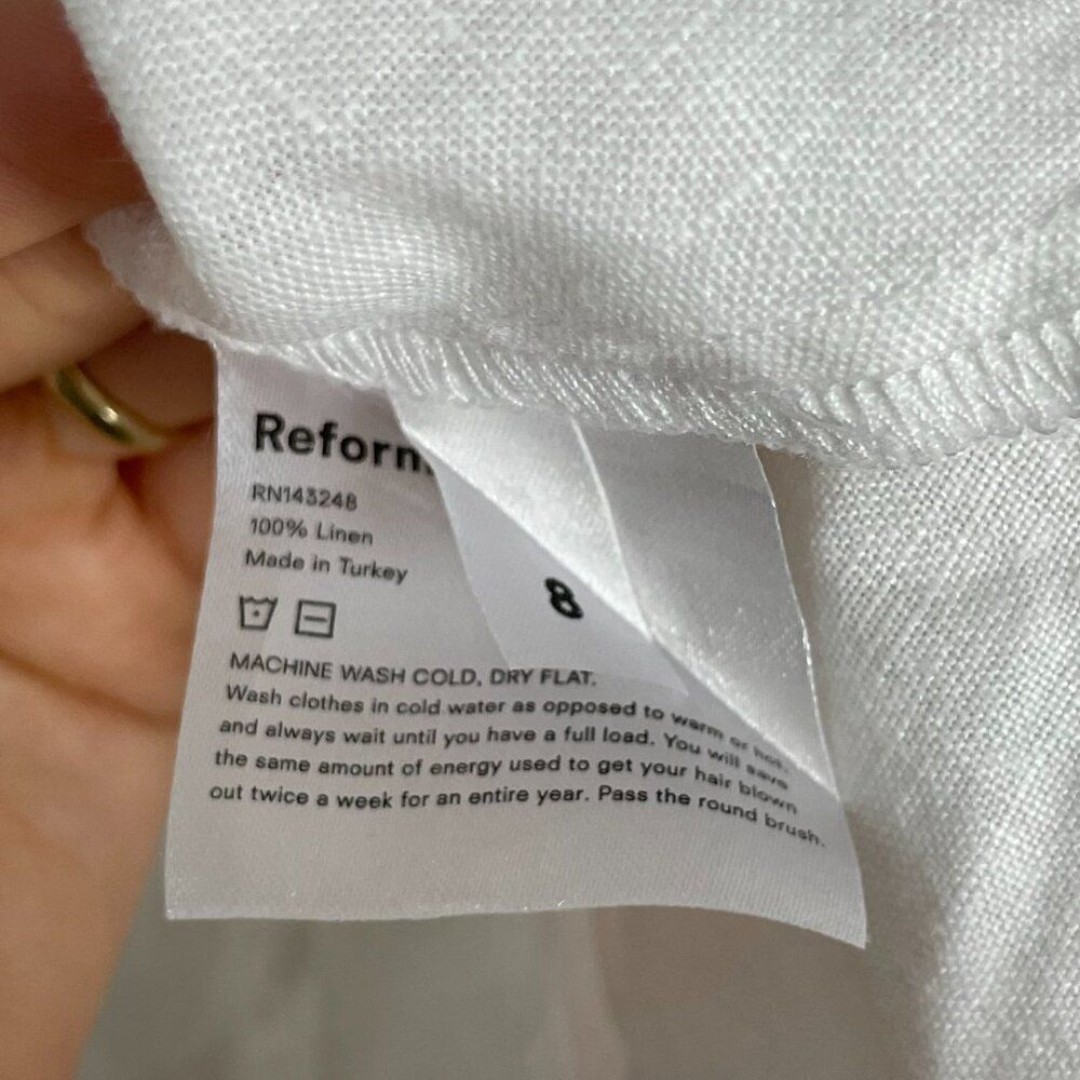 Reform
RN143248
100% Linen
Made in Turkey
8
MACHINE WASH COLD, DRY FLAT.
Wash clothes in cold water as opposed to warm or hot,
and always wait until you have a full load. You will save
the same amount of energy used to get your hair blown
out twice a week for an entire year. Pass the round brush.